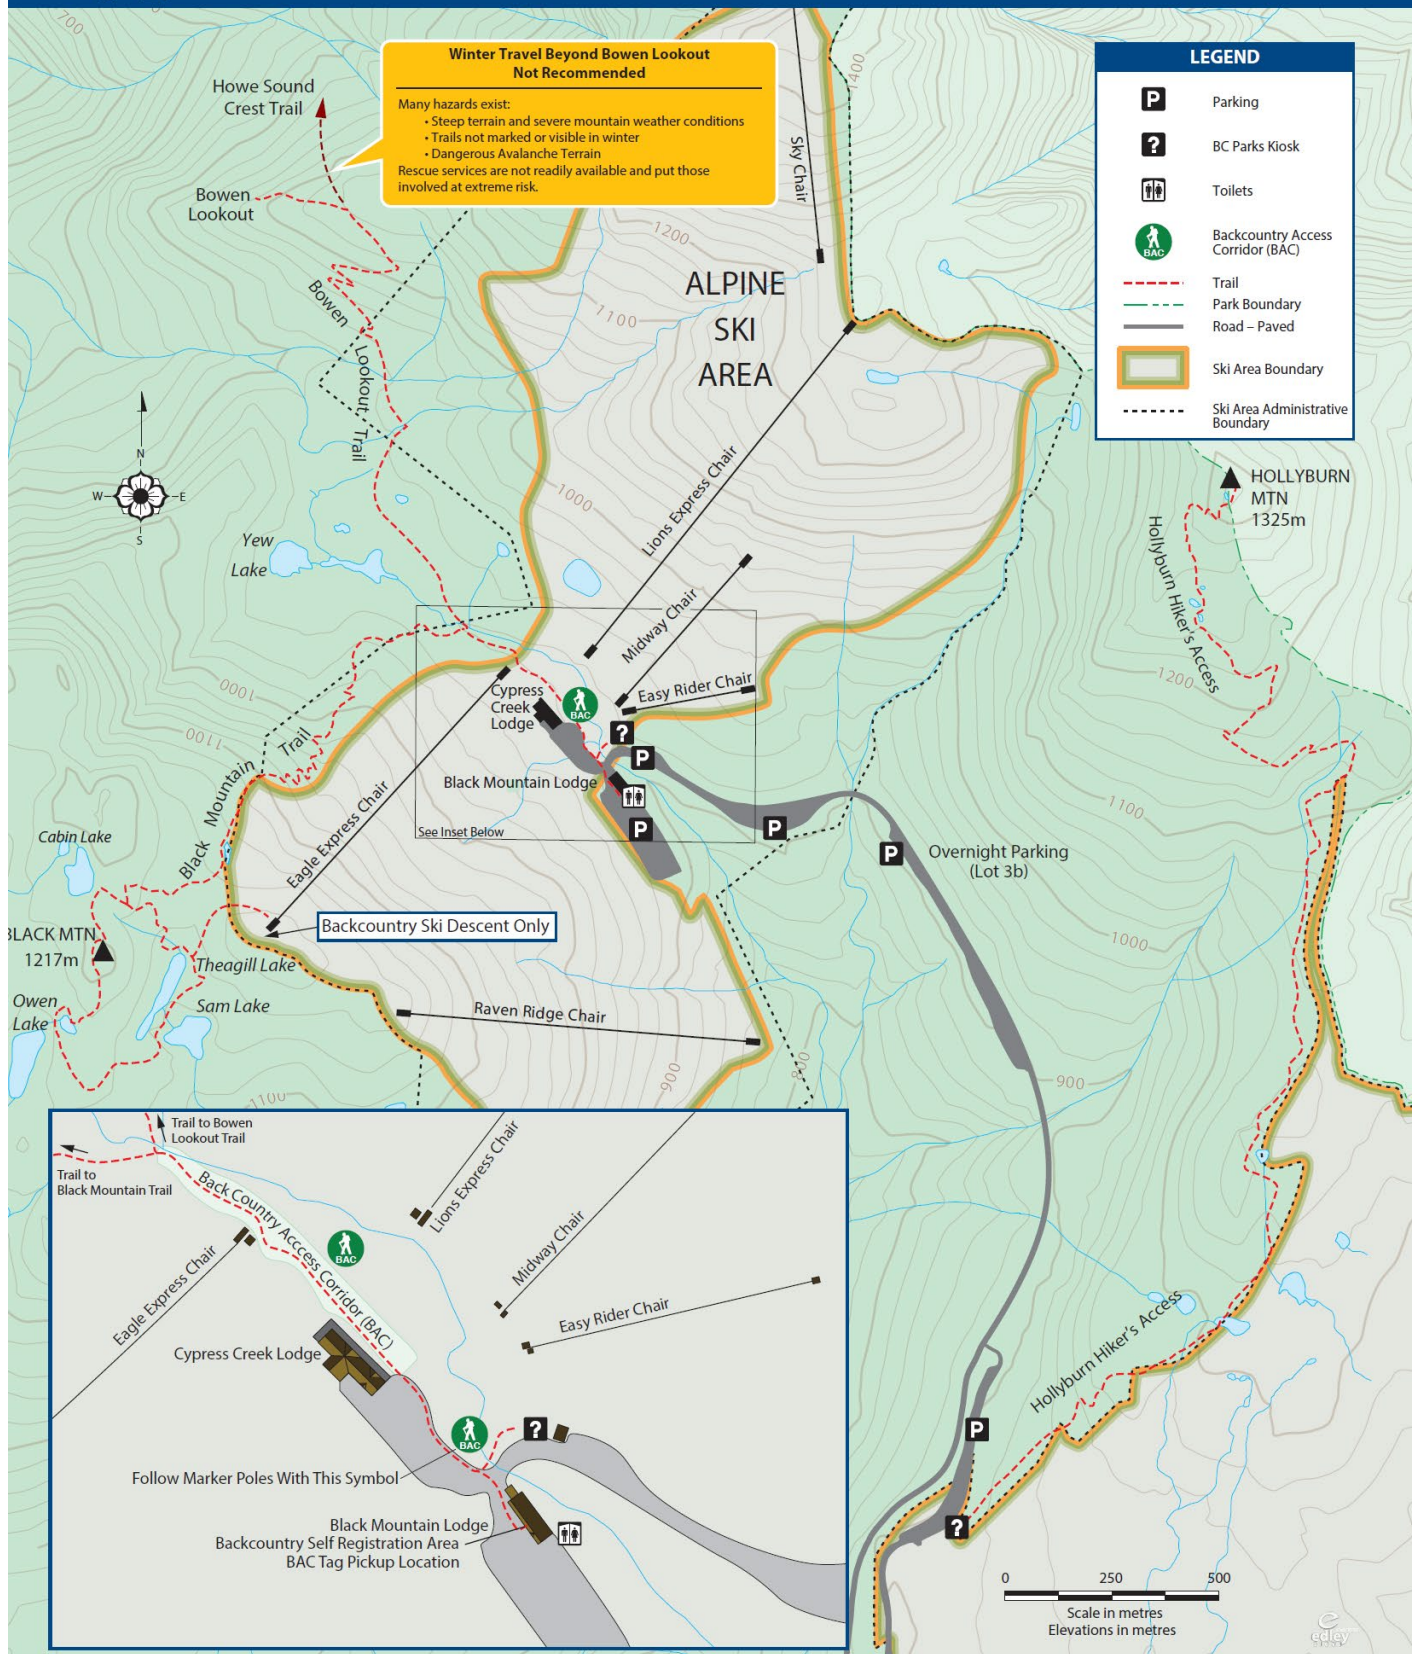 700
Howe Sound
Crest Trail
Winter Travel Beyond Bowen Lookout
Not Recommended
Many hazards exist:
• Steep terrain and severe mountain weather conditions
• Trails not marked or visible in winter
• Dangerous Avalanche Terrain
Rescue services are not readily available and put those
involved at extreme risk.
1400
Sky Chair
LEGEND
P
Parking
?
BC Parks Kiosk
Toilets
BAC
Backcountry Access
Corridor (BAC)
Trail
Park Boundary
Road – Paved
Ski Area Boundary
Ski Area Administrative
Boundary
Bowen
Lookout
1200
ALPINE
SKI
AREA
1100
Bowen Lookout Trail
N
W
E
S
1000
Lions Express Chair
HOLLYBURN
MTN
1325m
Hollyburn Hiker's Access
Yew
Lake
Midway Chair
1200
1000
1100
Easy Rider Chair
Cypress
Creek
Lodge
BAC
?
P
Black Mountain Trail
Black Mountain Lodge
Eagle Express Chair
See Inset Below
P
P
P
Overnight Parking
(Lot 3b)
1100
1000
Cabin Lake
BLACK MTN
1217m
Backcountry Ski Descent Only
Theagill Lake
Owen
Lake
Sam Lake
Raven Ridge Chair
900
800
900
1100
Trail to Bowen
Lookout Trail
Trail to
Black Mountain Trail
Back Country Acccess Corridor (BAC)
BAC
Lions Express Chair
Midway Chair
Eagle Express Chair
Easy Rider Chair
Cypress Creek Lodge
BAC
?
Follow Marker Poles With This Symbol
Black Mountain Lodge
Backcountry Self Registration Area
BAC Tag Pickup Location
Hollyburn Hiker's Access
P
?
0 250 500
Scale in metres
Elevations in metres
edley